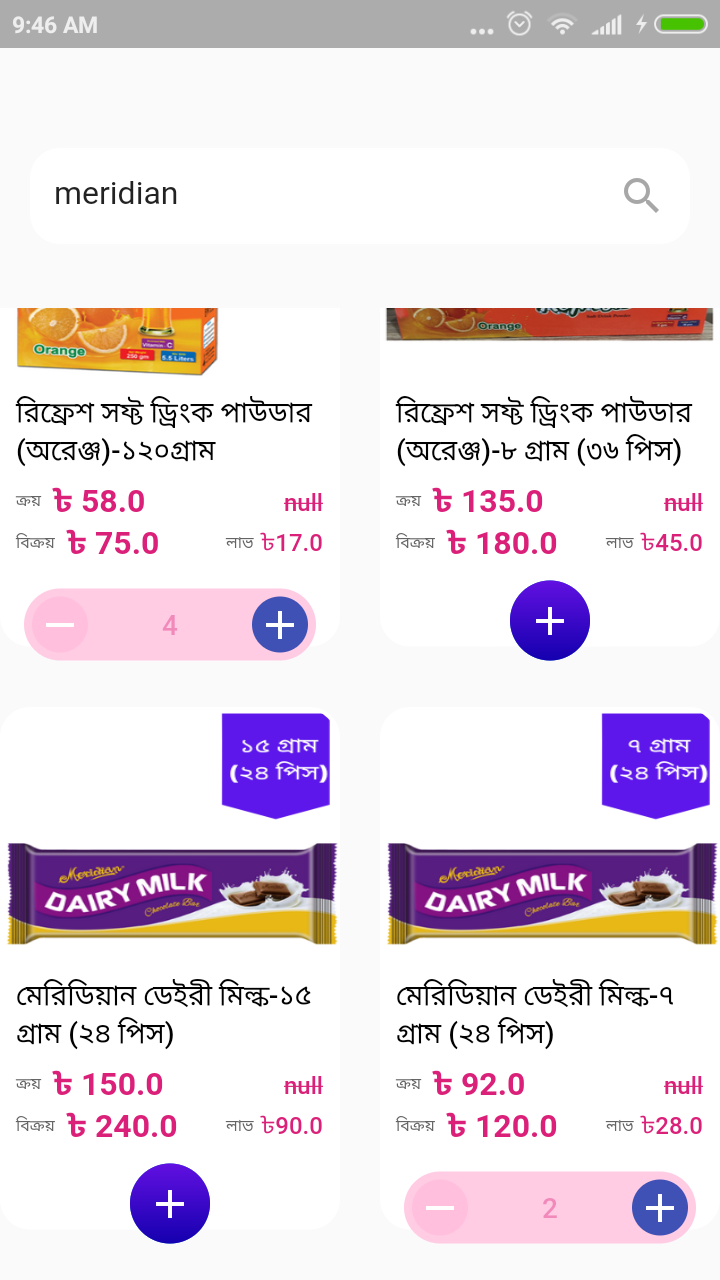 9:46 AM
meridian
Orange
Vitamin-C
250 gm
6.5 Liters
Orange
রিফ্রেশ সফ্ট ড্রিংক পাউডার
(অরেঞ্জ)-১২০গ্রাম
ক্রয় ৳ 58.0 null
বিক্রয় ৳ 75.0 লাভ ৳17.0
4
রিফ্রেশ সফ্ট ড্রিংক পাউডার
(অরেঞ্জ)-৮ গ্রাম (৩৬ পিস)
ক্রয় ৳ 135.0 null
বিক্রয় ৳ 180.0 লাভ ৳45.0
১৫ গ্রাম
(২৪ পিস)
Meridian
DAIRY MILK
Chocolate Bar
মেরিডিয়ান ডেইরী মিল্ক-১৫
গ্রাম (২৪ পিস)
ক্রয় ৳ 150.0 null
বিক্রয় ৳ 240.0 লাভ ৳90.0
৭ গ্রাম
(২৪ পিস)
Meridian
DAIRY MILK
Chocolate Bar
মেরিডিয়ান ডেইরী মিল্ক-৭
গ্রাম (২৪ পিস)
ক্রয় ৳ 92.0 null
বিক্রয় ৳ 120.0 লাভ ৳28.0
2